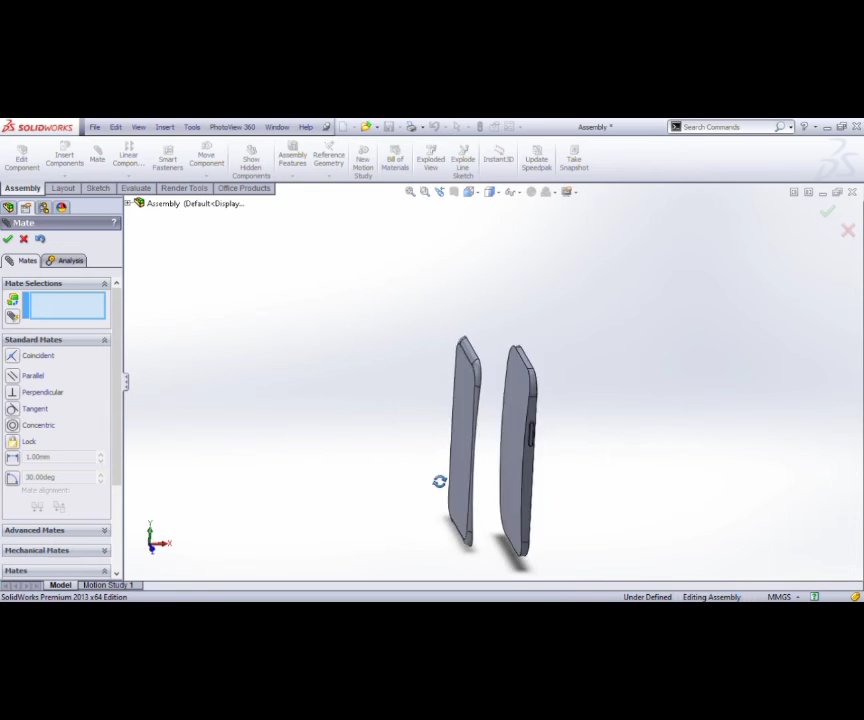 SOLIDWORKS File Edit View Insert Tools PhotoView 360 Window Help Assembly * Search Commands
Edit Component Insert Components Mate Linear Compon... Smart Fasteners Move Component Show Hidden Components Assembly Features Reference Geometry New Motion Study Bill of Materials Exploded View Explode Line Sketch Instant3D Update Speedpak Take Snapshot
Assembly Layout Sketch Evaluate Render Tools Office Products
Assembly (Default<Display...
Mate ?
Mates Analysis
Mate Selections
Standard Mates
Coincident
Parallel
Perpendicular
Tangent
Concentric
Lock
1.00mm
30.00deg
Mate alignment:
Advanced Mates
Mechanical Mates
Mates
Y
X
Model Motion Study 1
SolidWorks Premium 2013 x64 Edition Under Defined Editing Assembly MMGS